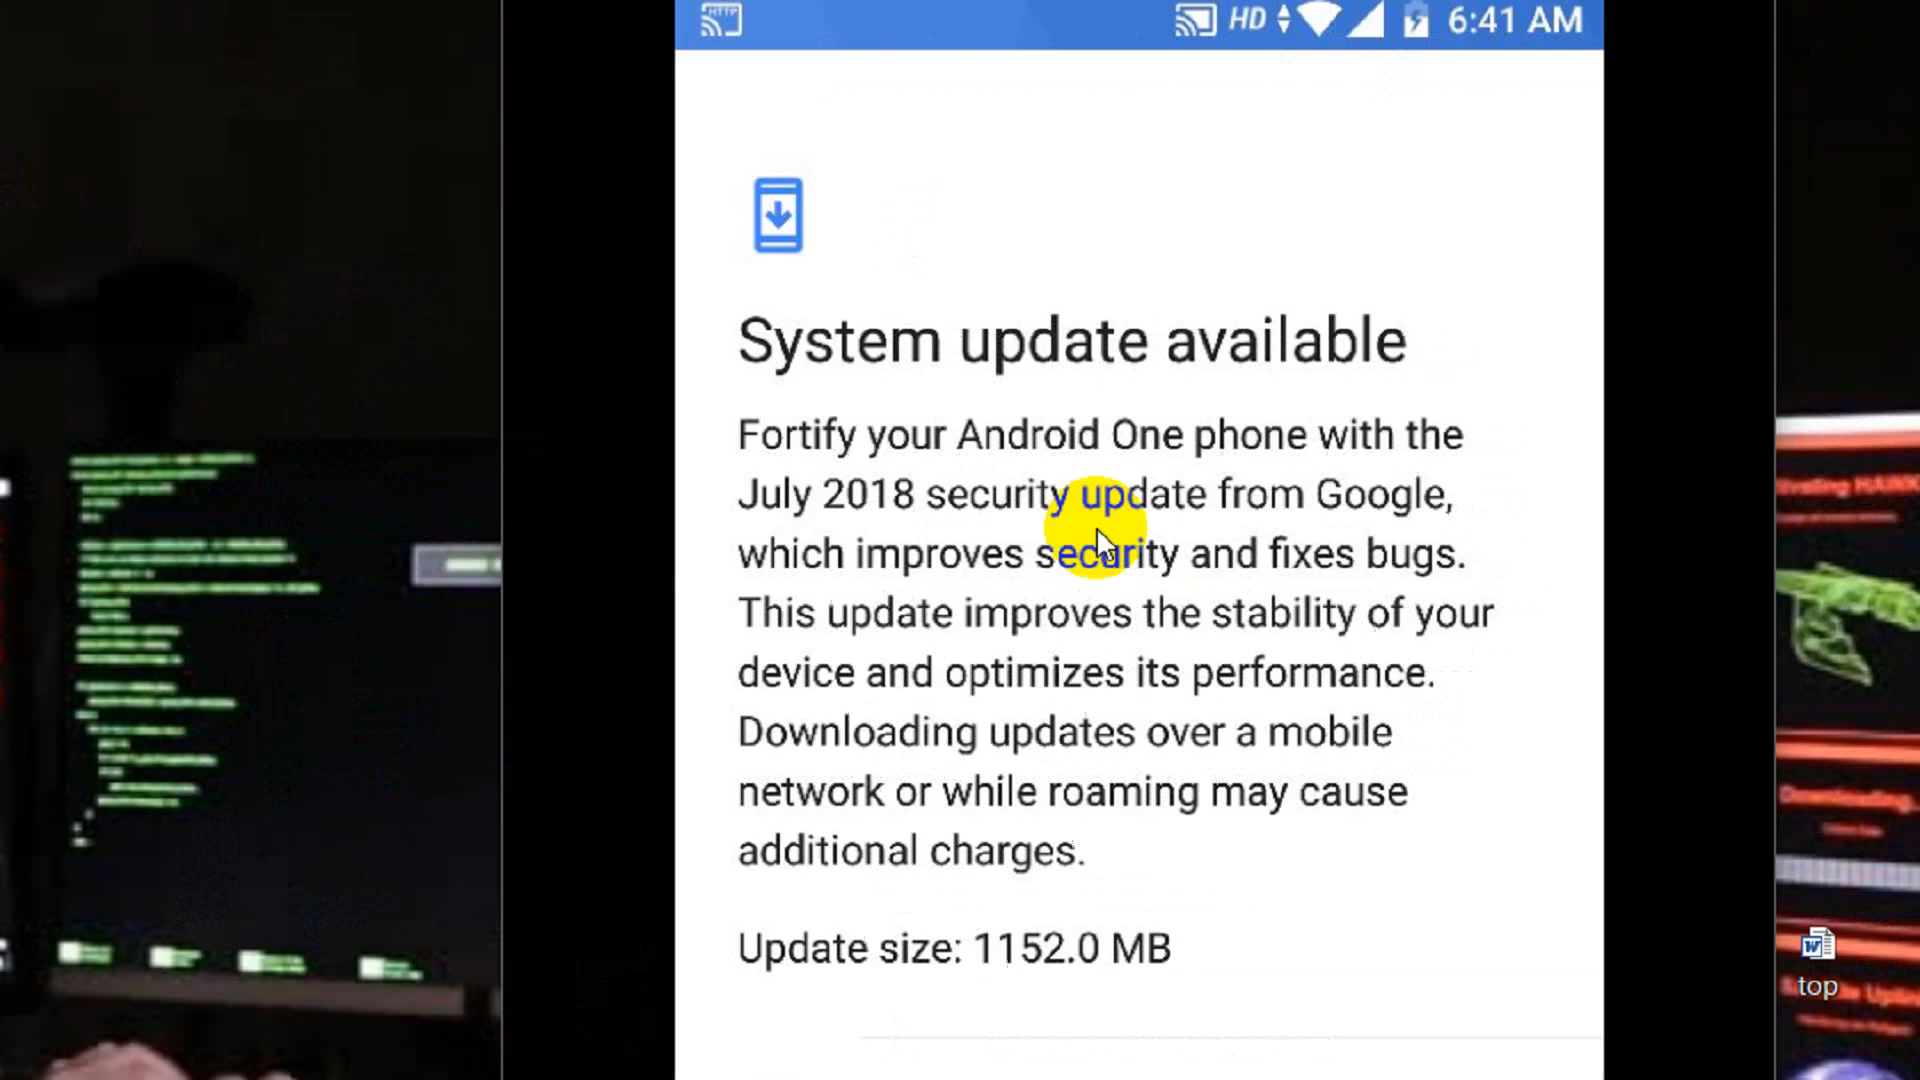 HTTP
HD 6:41 AM
System update available
Fortify your Android One phone with the
July 2018 security update from Google,
which improves security and fixes bugs.
This update improves the stability of your
device and optimizes its performance.
Downloading updates over a mobile
network or while roaming may cause
additional charges.
Update size: 1152.0 MB
Downloading
W
top